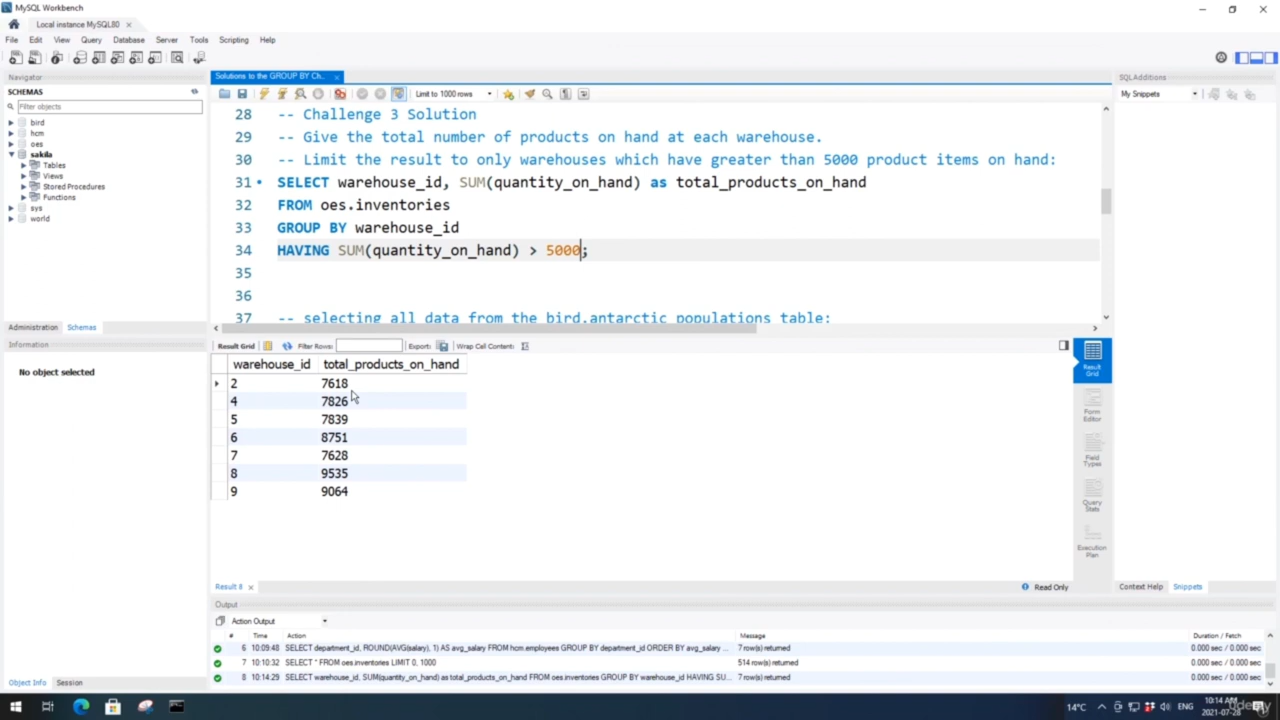 MySQL Workbench
Local instance MySQL80
File Edit View Query Database Server Tools Scripting Help
Navigator
SCHEMAS
Filter objects
bird
hcm
oes
sakila
Tables
Views
Stored Procedures
Functions
sys
world
Administration Schemas
Information
No object selected
Object Info Session
Solutions to the GROUP BY Ch...
Limit to 1000 rows
28 -- Challenge 3 Solution
29 -- Give the total number of products on hand at each warehouse.
30 -- Limit the result to only warehouses which have greater than 5000 product items on hand:
31 SELECT warehouse_id, SUM(quantity_on_hand) as total_products_on_hand
32 FROM oes.inventories
33 GROUP BY warehouse_id
34 HAVING SUM(quantity_on_hand) > 5000;
35
36
37 -- selecting all data from the bird.antarctic_populations table:
Result Grid Filter Rows: Export: Wrap Cell Content:
warehouse_id total_products_on_hand
2 7618
4 7826
5 7839
6 8751
7 7628
8 9535
9 9064
Result Grid
Form Editor
Field Types
Query Stats
Execution Plan
Result 8
Read Only
Output
Action Output
# Time Action Message Duration / Fetch
6 10:09:48 SELECT department_id, ROUND(AVG(salary), 1) AS avg_salary FROM hcm.employees GROUP BY department_id ORDER BY avg_salary ... 7 row(s) returned 0.000 sec / 0.000 sec
7 10:10:32 SELECT * FROM oes.inventories LIMIT 0, 1000 514 row(s) returned 0.000 sec / 0.000 sec
8 10:14:29 SELECT warehouse_id, SUM(quantity_on_hand) as total_products_on_hand FROM oes.inventories GROUP BY warehouse_id HAVING SU... 7 row(s) returned 0.000 sec / 0.000 sec
SQLAdditions
My Snippets
Context Help Snippets
14°C ENG 10:14 AM
2021-07-28
udemy